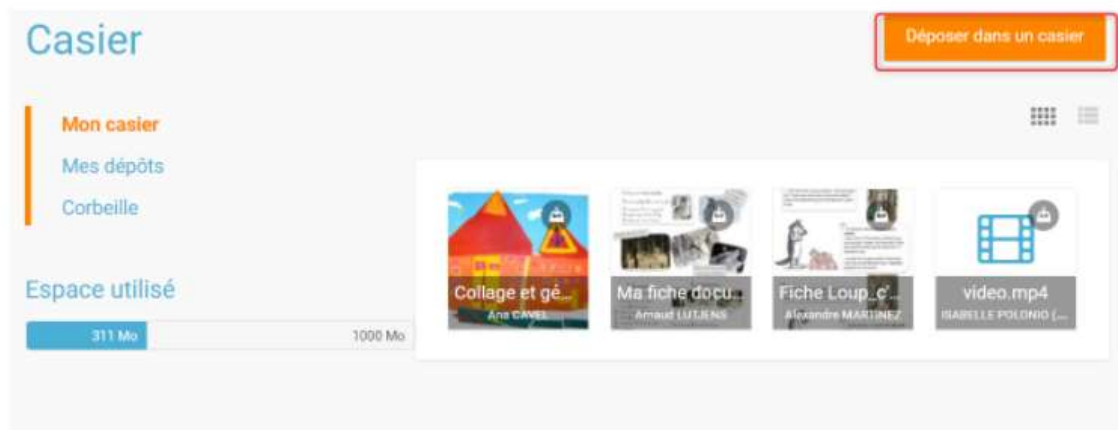 Casier
Déposer dans un casier
Mon casier
Mes dépôts
Corbeille
Espace utilisé
311 Mo
1000 Mo
Collage et gé...
Ana CAVEL
Ma fiche docu...
Arnaud LUTJENS
Fiche Loup_c'...
Alexandre MARTINEZ
video.mp4
ISABELLE POLONIO (...